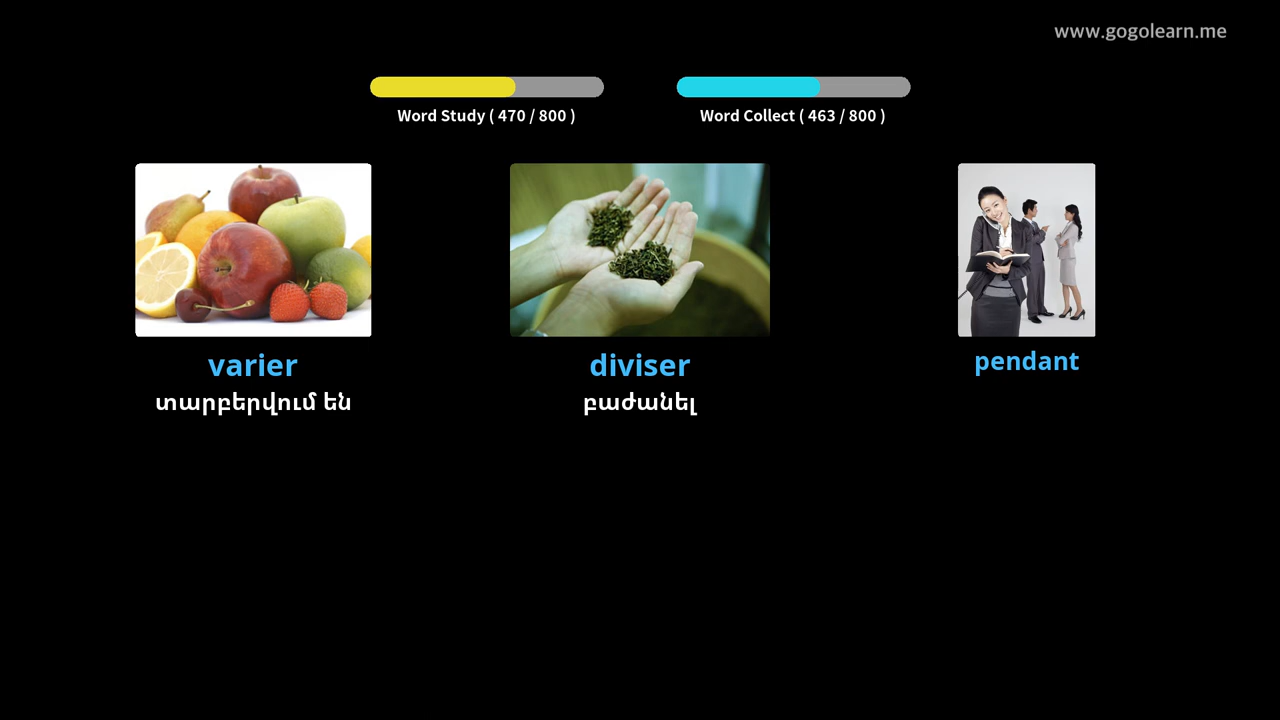 www.gogolearn.me
Word Study ( 470 / 800 )
Word Collect ( 463 / 800 )
varier
տարբերվում են
diviser
բաժանել
pendant